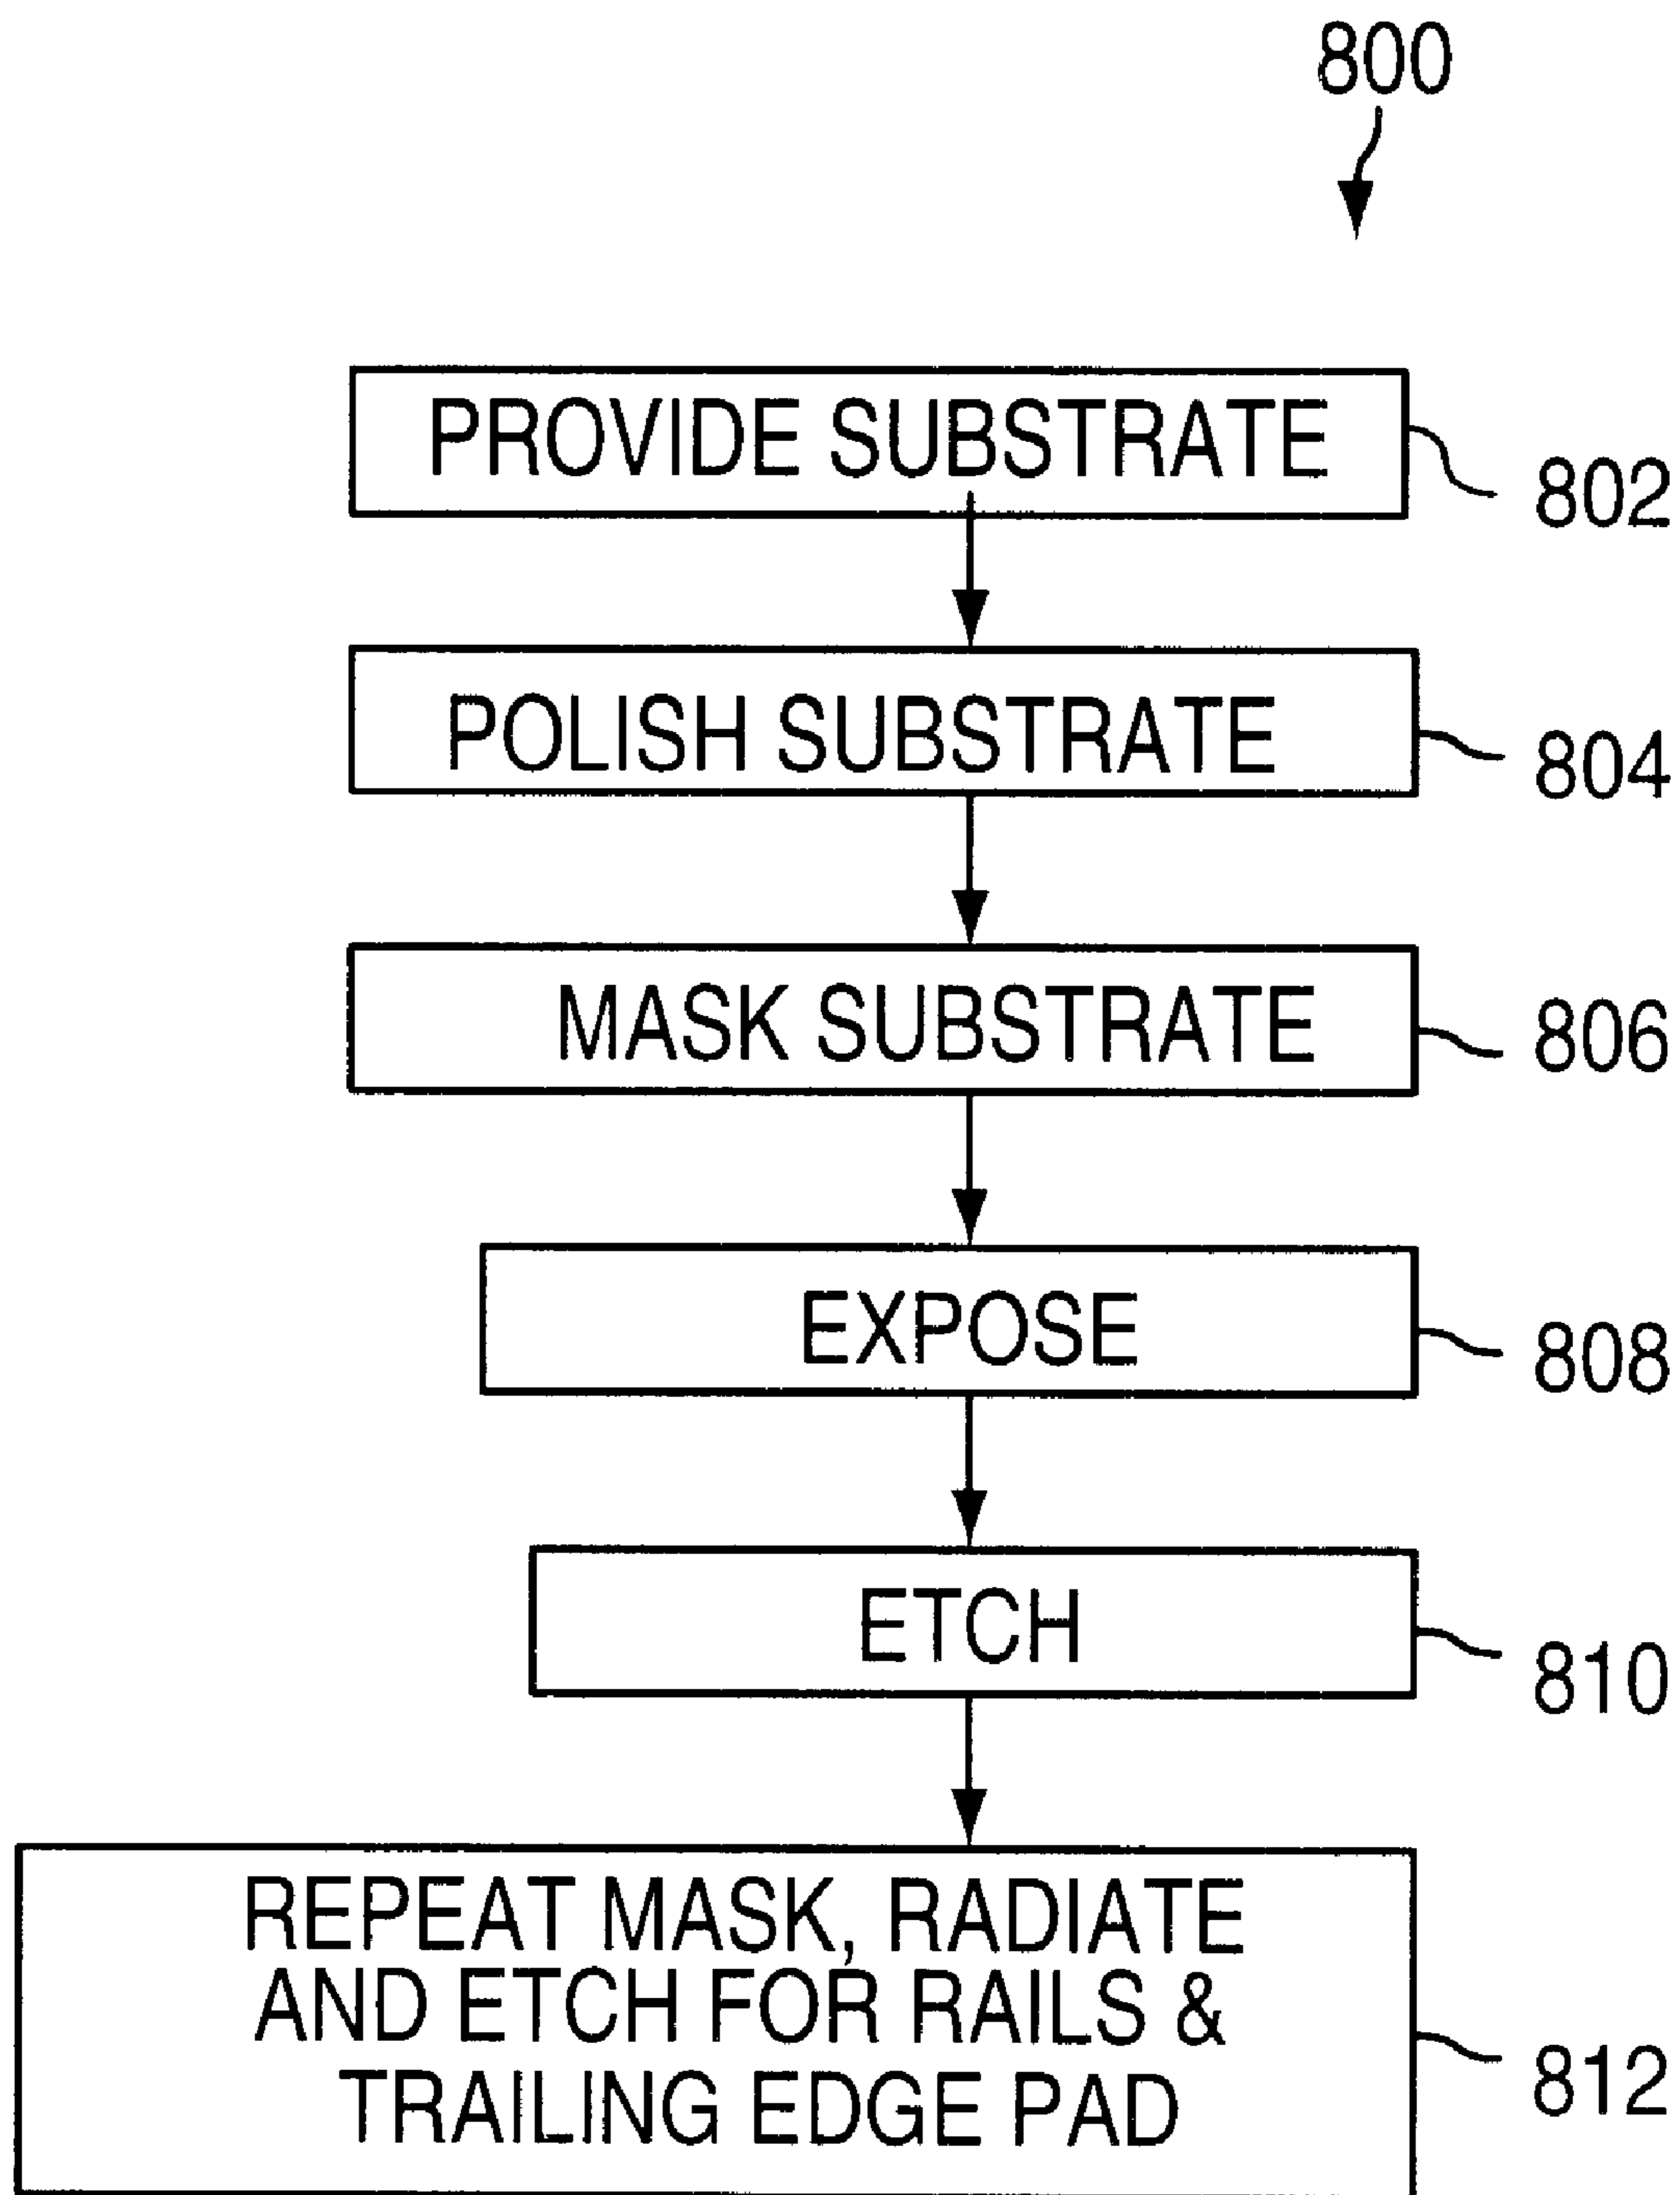 800
PROVIDE SUBSTRATE
802
POLISH SUBSTRATE
804
MASK SUBSTRATE
806
EXPOSE
808
ETCH
810
REPEAT MASK, RADIATE
AND ETCH FOR RAILS &
TRAILING EDGE PAD
812